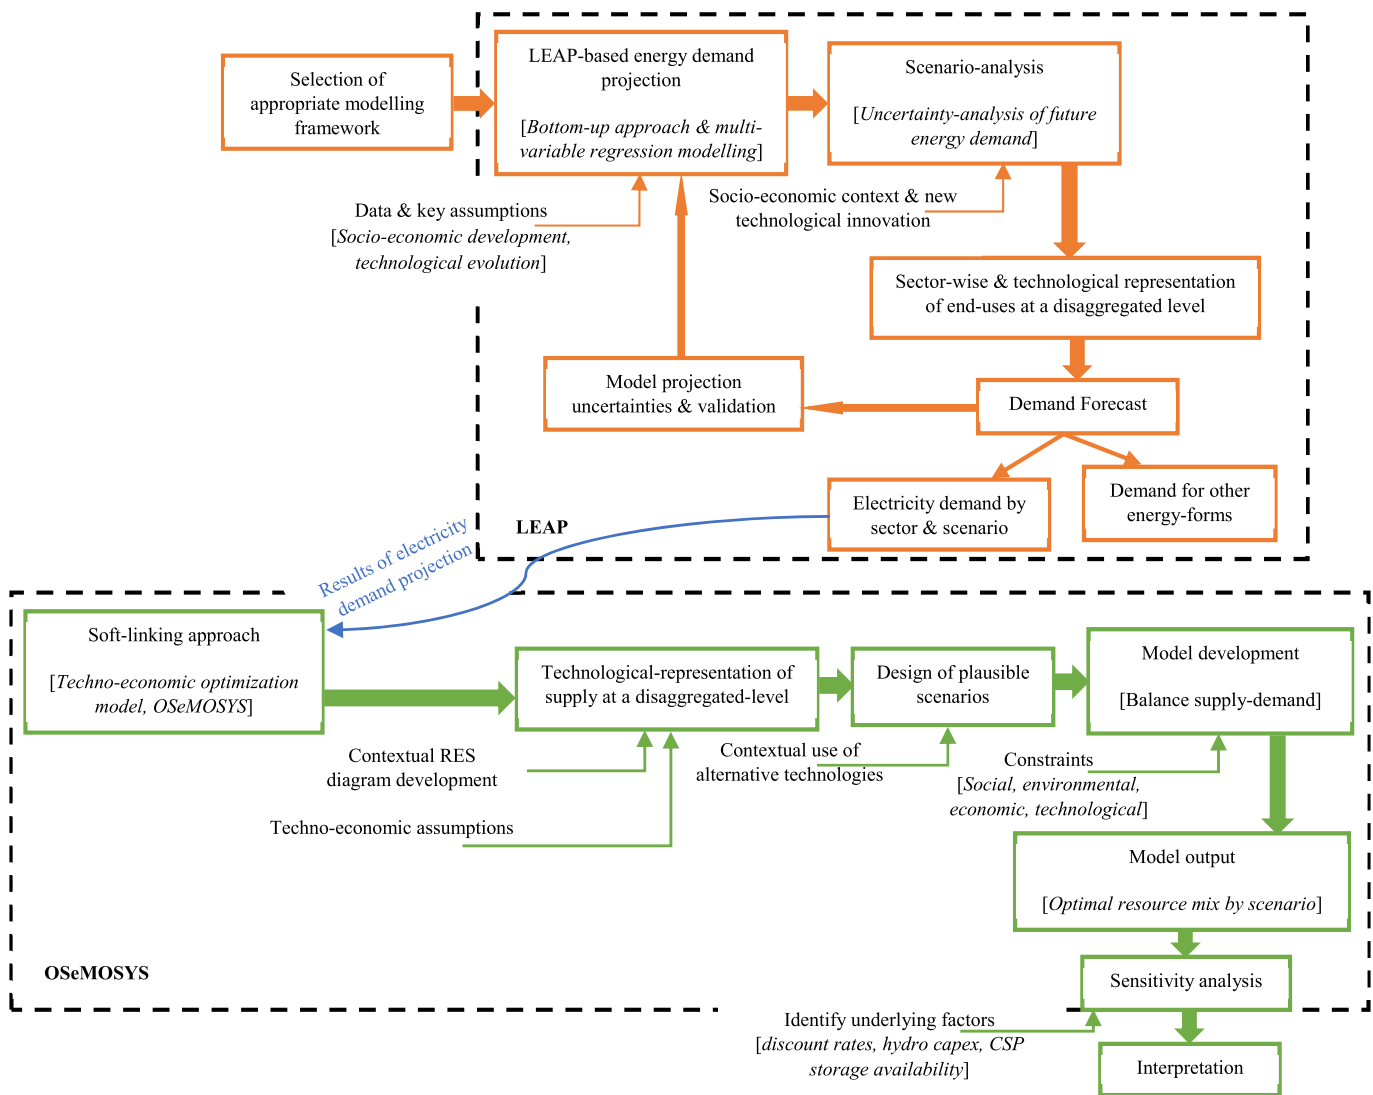 Selection of
appropriate modelling
framework
LEAP-based energy demand
projection
[Bottom-up approach & multi-
variable regression modelling]
Scenario-analysis
[Uncertainty-analysis of future
energy demand]
Data & key assumptions
[Socio-economic development,
technological evolution]
Socio-economic context & new
technological innovation
Sector-wise & technological representation
of end-uses at a disaggregated level
Model projection
uncertainties & validation
Demand Forecast
Electricity demand by
sector & scenario
Demand for other
energy-forms
LEAP
Results of electricity
demand projection
Soft-linking approach
[Techno-economic optimization
model, OSeMOSYS]
Technological-representation of
supply at a disaggregated-level
Design of plausible
scenarios
Model development
[Balance supply-demand]
Contextual RES
diagram development
Contextual use of
alternative technologies
Constraints
[Social, environmental,
economic, technological]
Techno-economic assumptions
Model output
[Optimal resource mix by scenario]
OSeMOSYS
Sensitivity analysis
Identify underlying factors
[discount rates, hydro capex, CSP
storage availability]
Interpretation